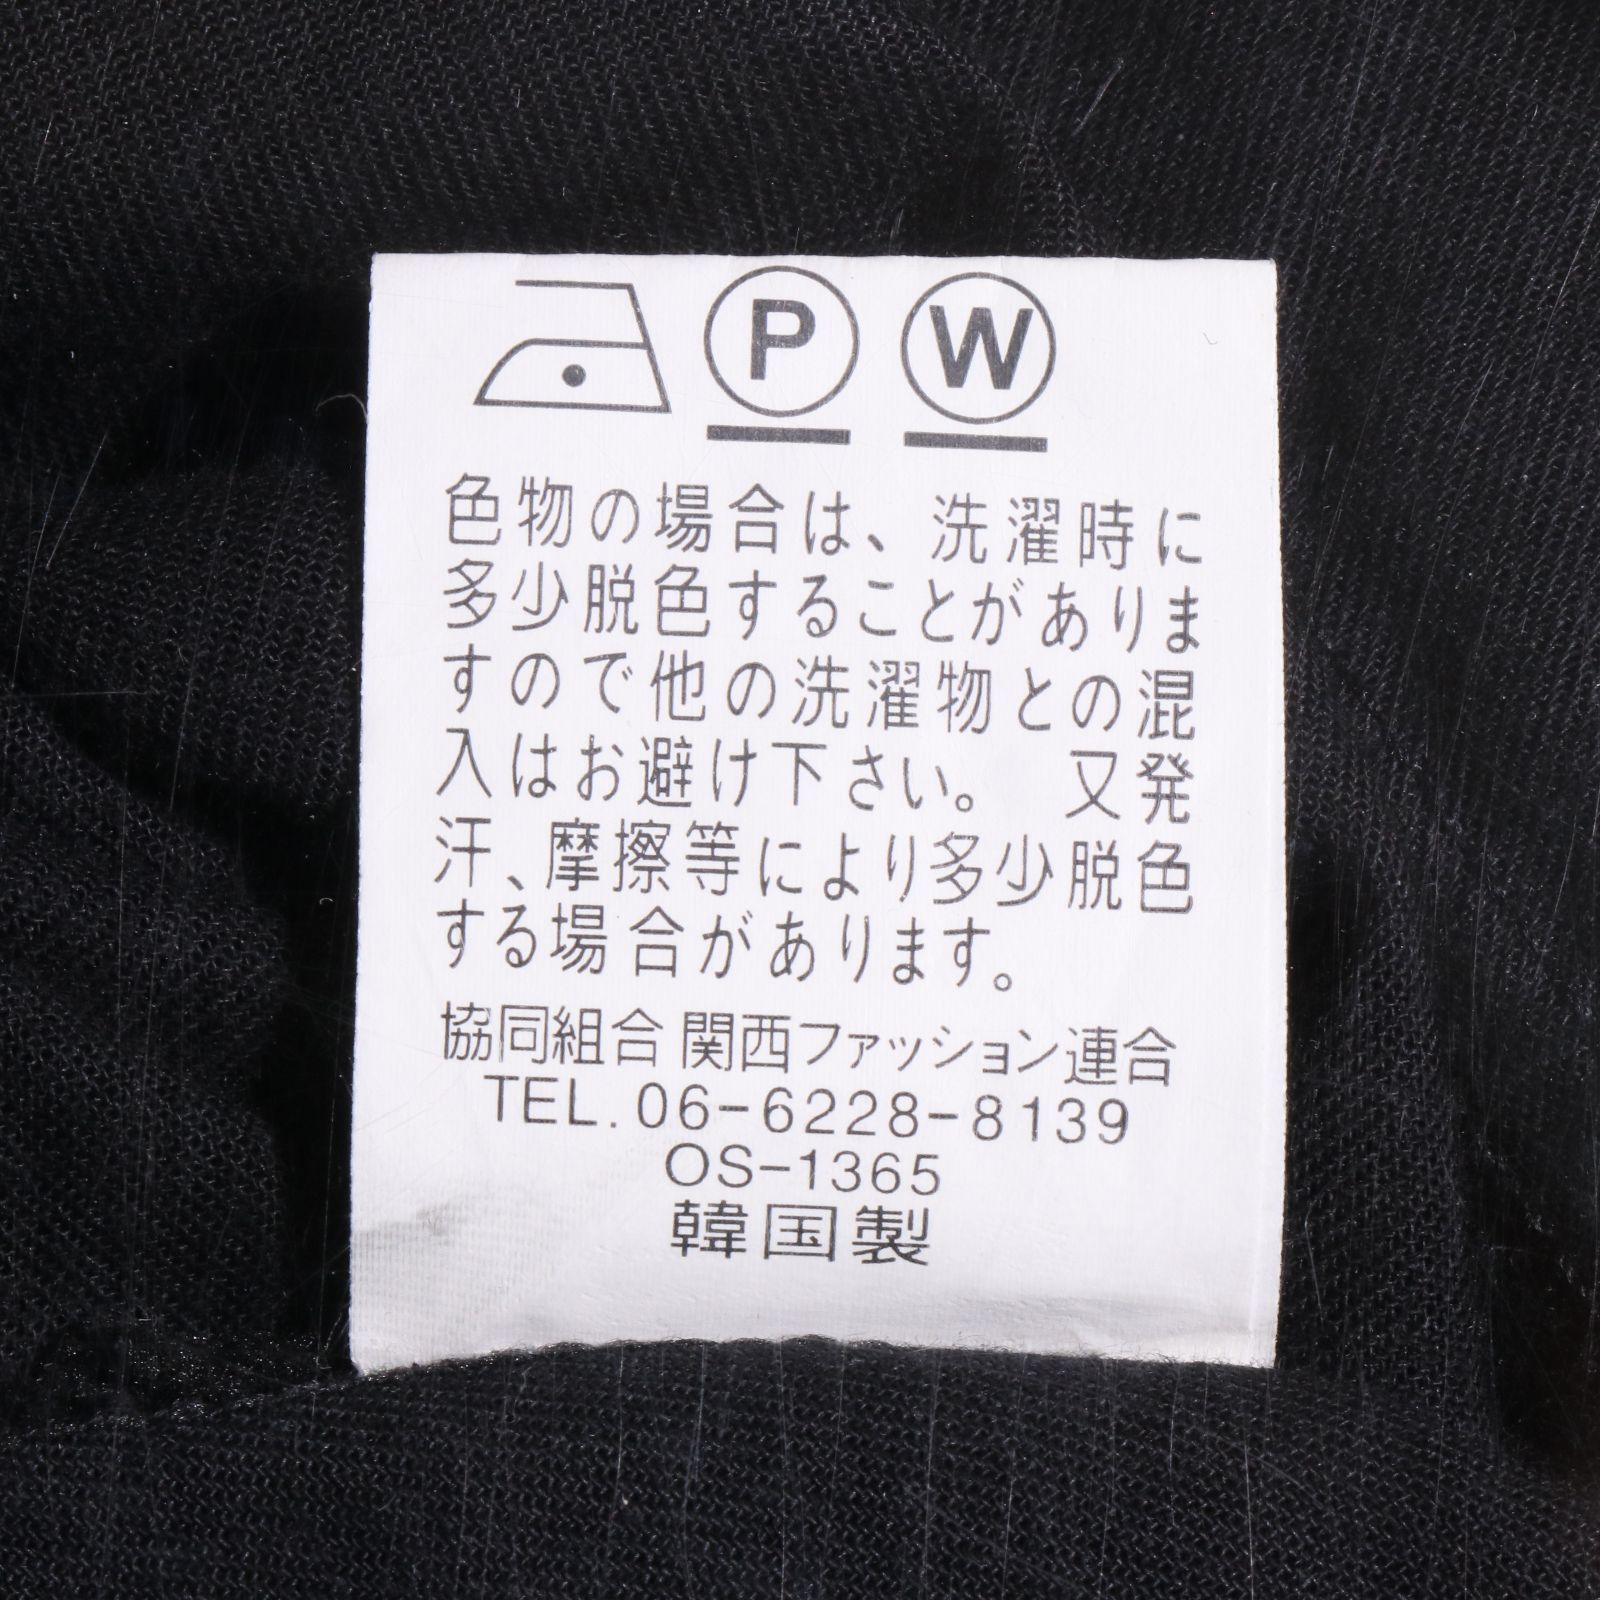 P W
色物の場合は、洗濯時に
多少脱色することがありま
すので他の洗濯物との混
入はお避け下さい。 又発
汗、摩擦等により多少脱色
する場合があります。
協同組合 関西ファッション連合
TEL. 06-6228-8139
OS-1365
韓国製